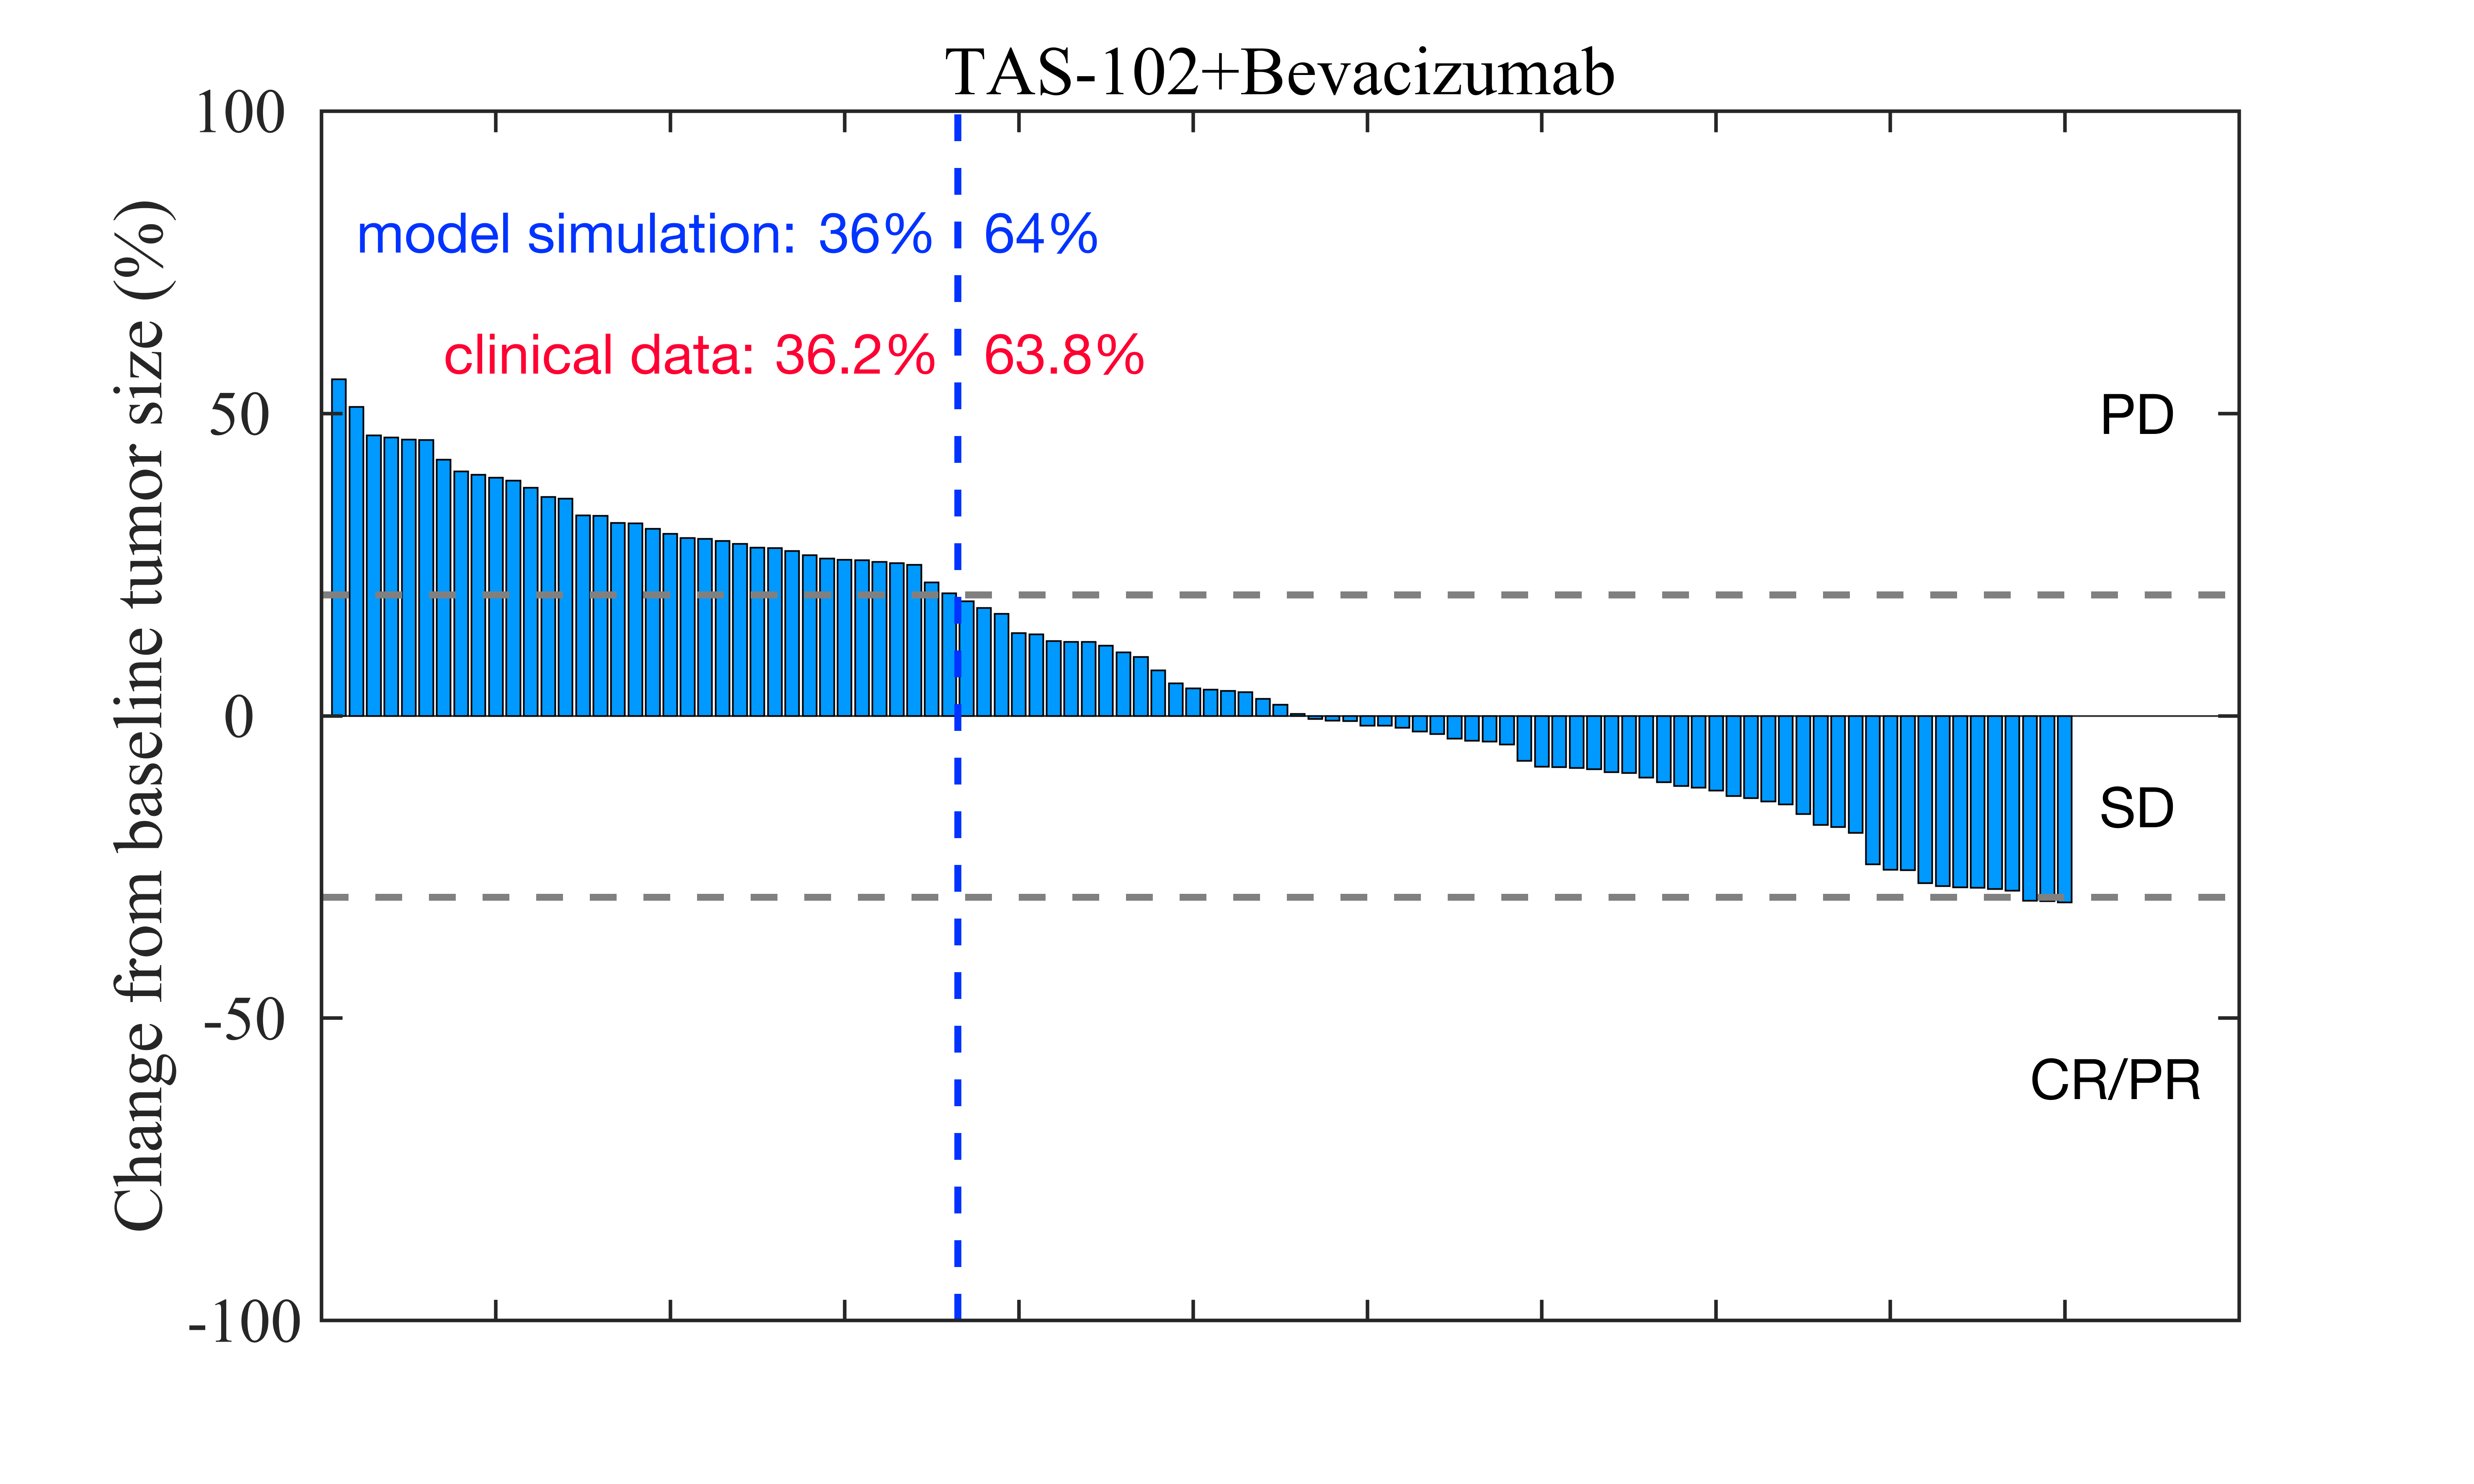 TAS-102+Bevacizumab
100
model simulation: 36% 64%
clinical data: 36.2% 63.8%
50
PD
0
SD
-50
CR/PR
-100
Change from baseline tumor size (%)